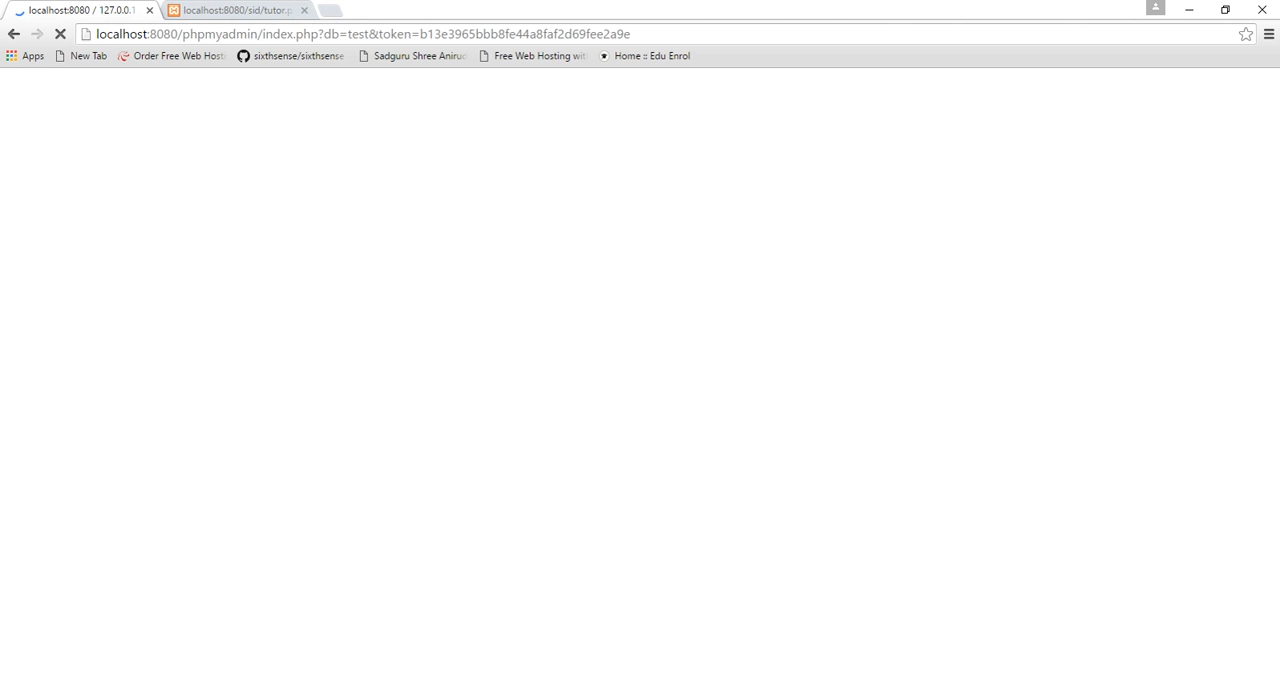 localhost:8080 / 127.0.0.1
localhost:8080/sid/tutor.p
localhost:8080/phpmyadmin/index.php?db=test&token=b13e3965bbb8fe44a8faf2d69fee2a9e
Apps New Tab Order Free Web Hosti sixthsense/sixthsense Sadguru Shree Aniruc Free Web Hosting wit Home :: Edu Enrol